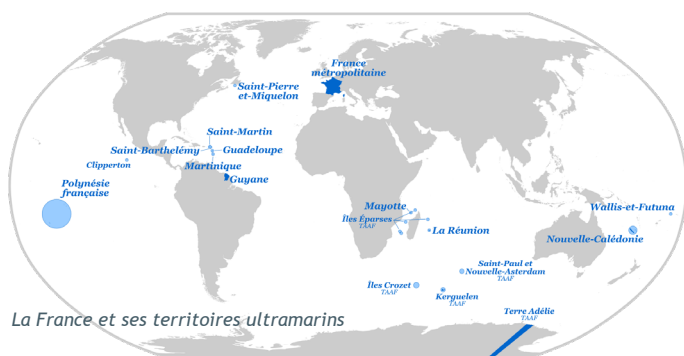 France
métropolitaine
Saint-Pierre
et-Miquelon
Saint-Martin
Saint-Barthelémy
Guadeloupe
Clipperton
Martinique
Guyane
Polynésie
française
Mayotte
Îles Éparses
TAAF
La Réunion
Wallis-et-Futuna
Nouvelle-Calédonie
Saint-Paul et
Nouvelle-Asterdam
TAAF
Îles Crozet
TAAF
Kerguelen
TAAF
Terre Adélie
TAAF
La France et ses territoires ultramarins